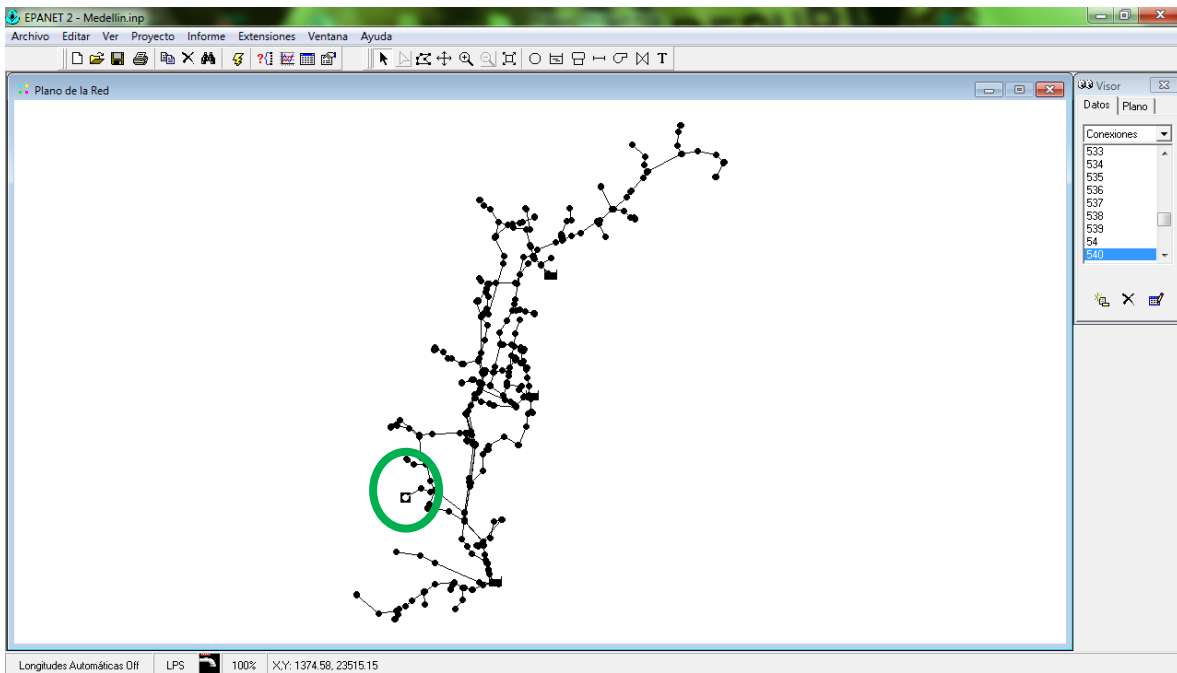 EPANET 2 - Medellin.inp
Archivo Editar Ver Proyecto Informe Extensiones Ventana Ayuda
T
Plano de la Red
Visor
Datos Plano
Conexiones
533
534
535
536
537
538
539
54
540
Longitudes Automáticas Off LPS 100% X,Y: 1374.58, 23515.15